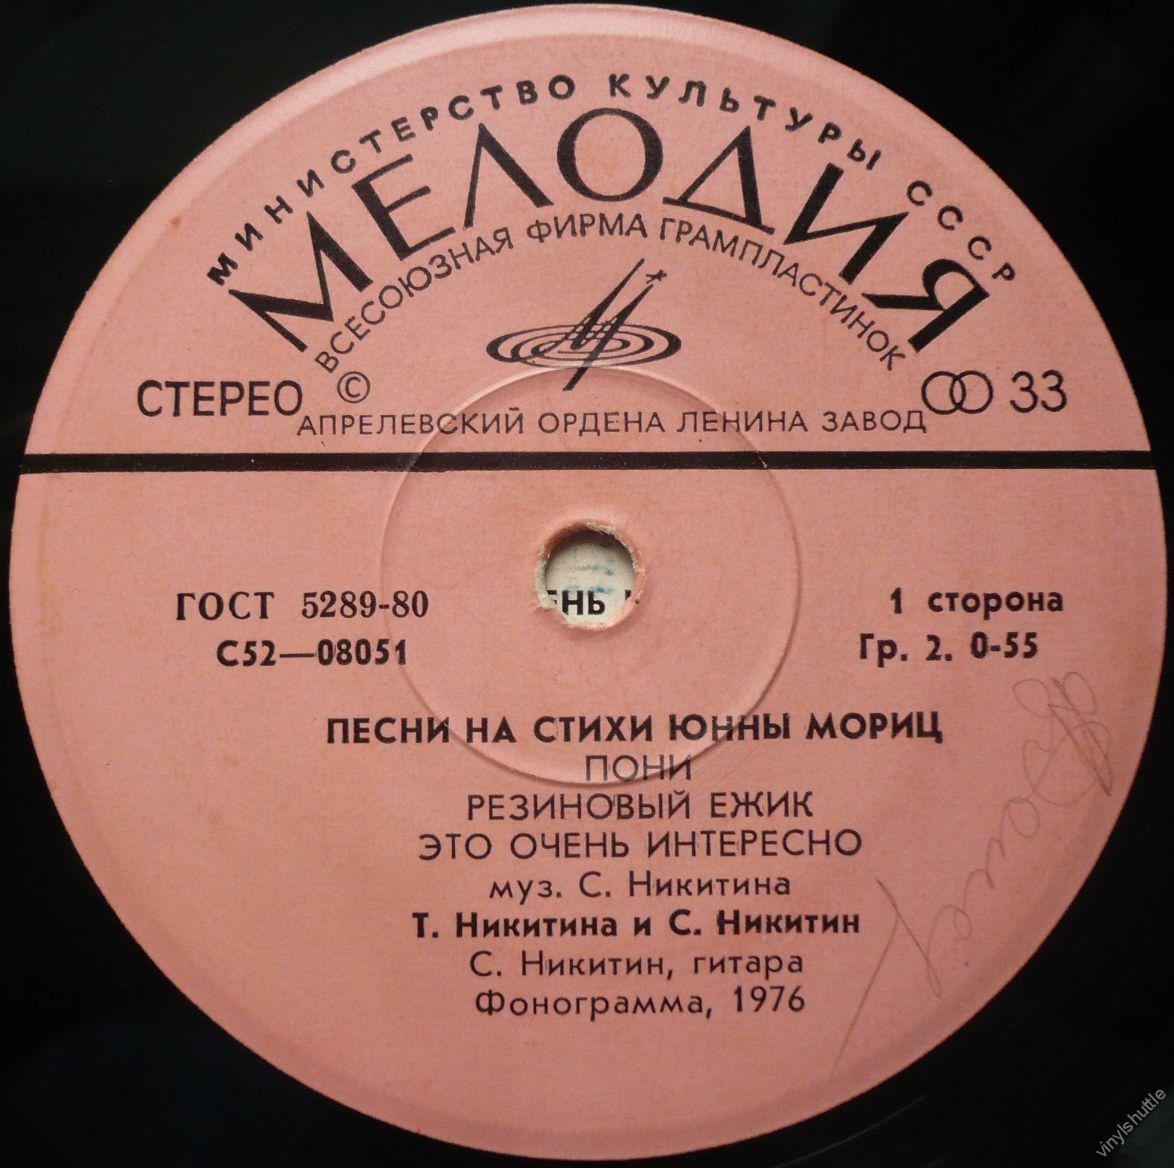 МИНИСТЕРСТВО КУЛЬТУРЫ СССР
МЕЛОДИЯ
ВСЕСОЮЗНАЯ ФИРМА ГРАМПЛАСТИНОК
СТЕРЕО © 33
АПРЕЛЕВСКИЙ ОРДЕНА ЛЕНИНА ЗАВОД
ГОСТ 5289-80 1 сторона
С52—08051 Гр. 2. 0-55
ЕНЬ
ПЕСНИ НА СТИХИ ЮННЫ МОРИЦ
ПОНИ
РЕЗИНОВЫЙ ЕЖИК
ЭТО ОЧЕНЬ ИНТЕРЕСНО
муз. С. Никитина
Т. Никитина и С. Никитин
С. Никитин, гитара
Фонограмма, 1976
vinylshuttle